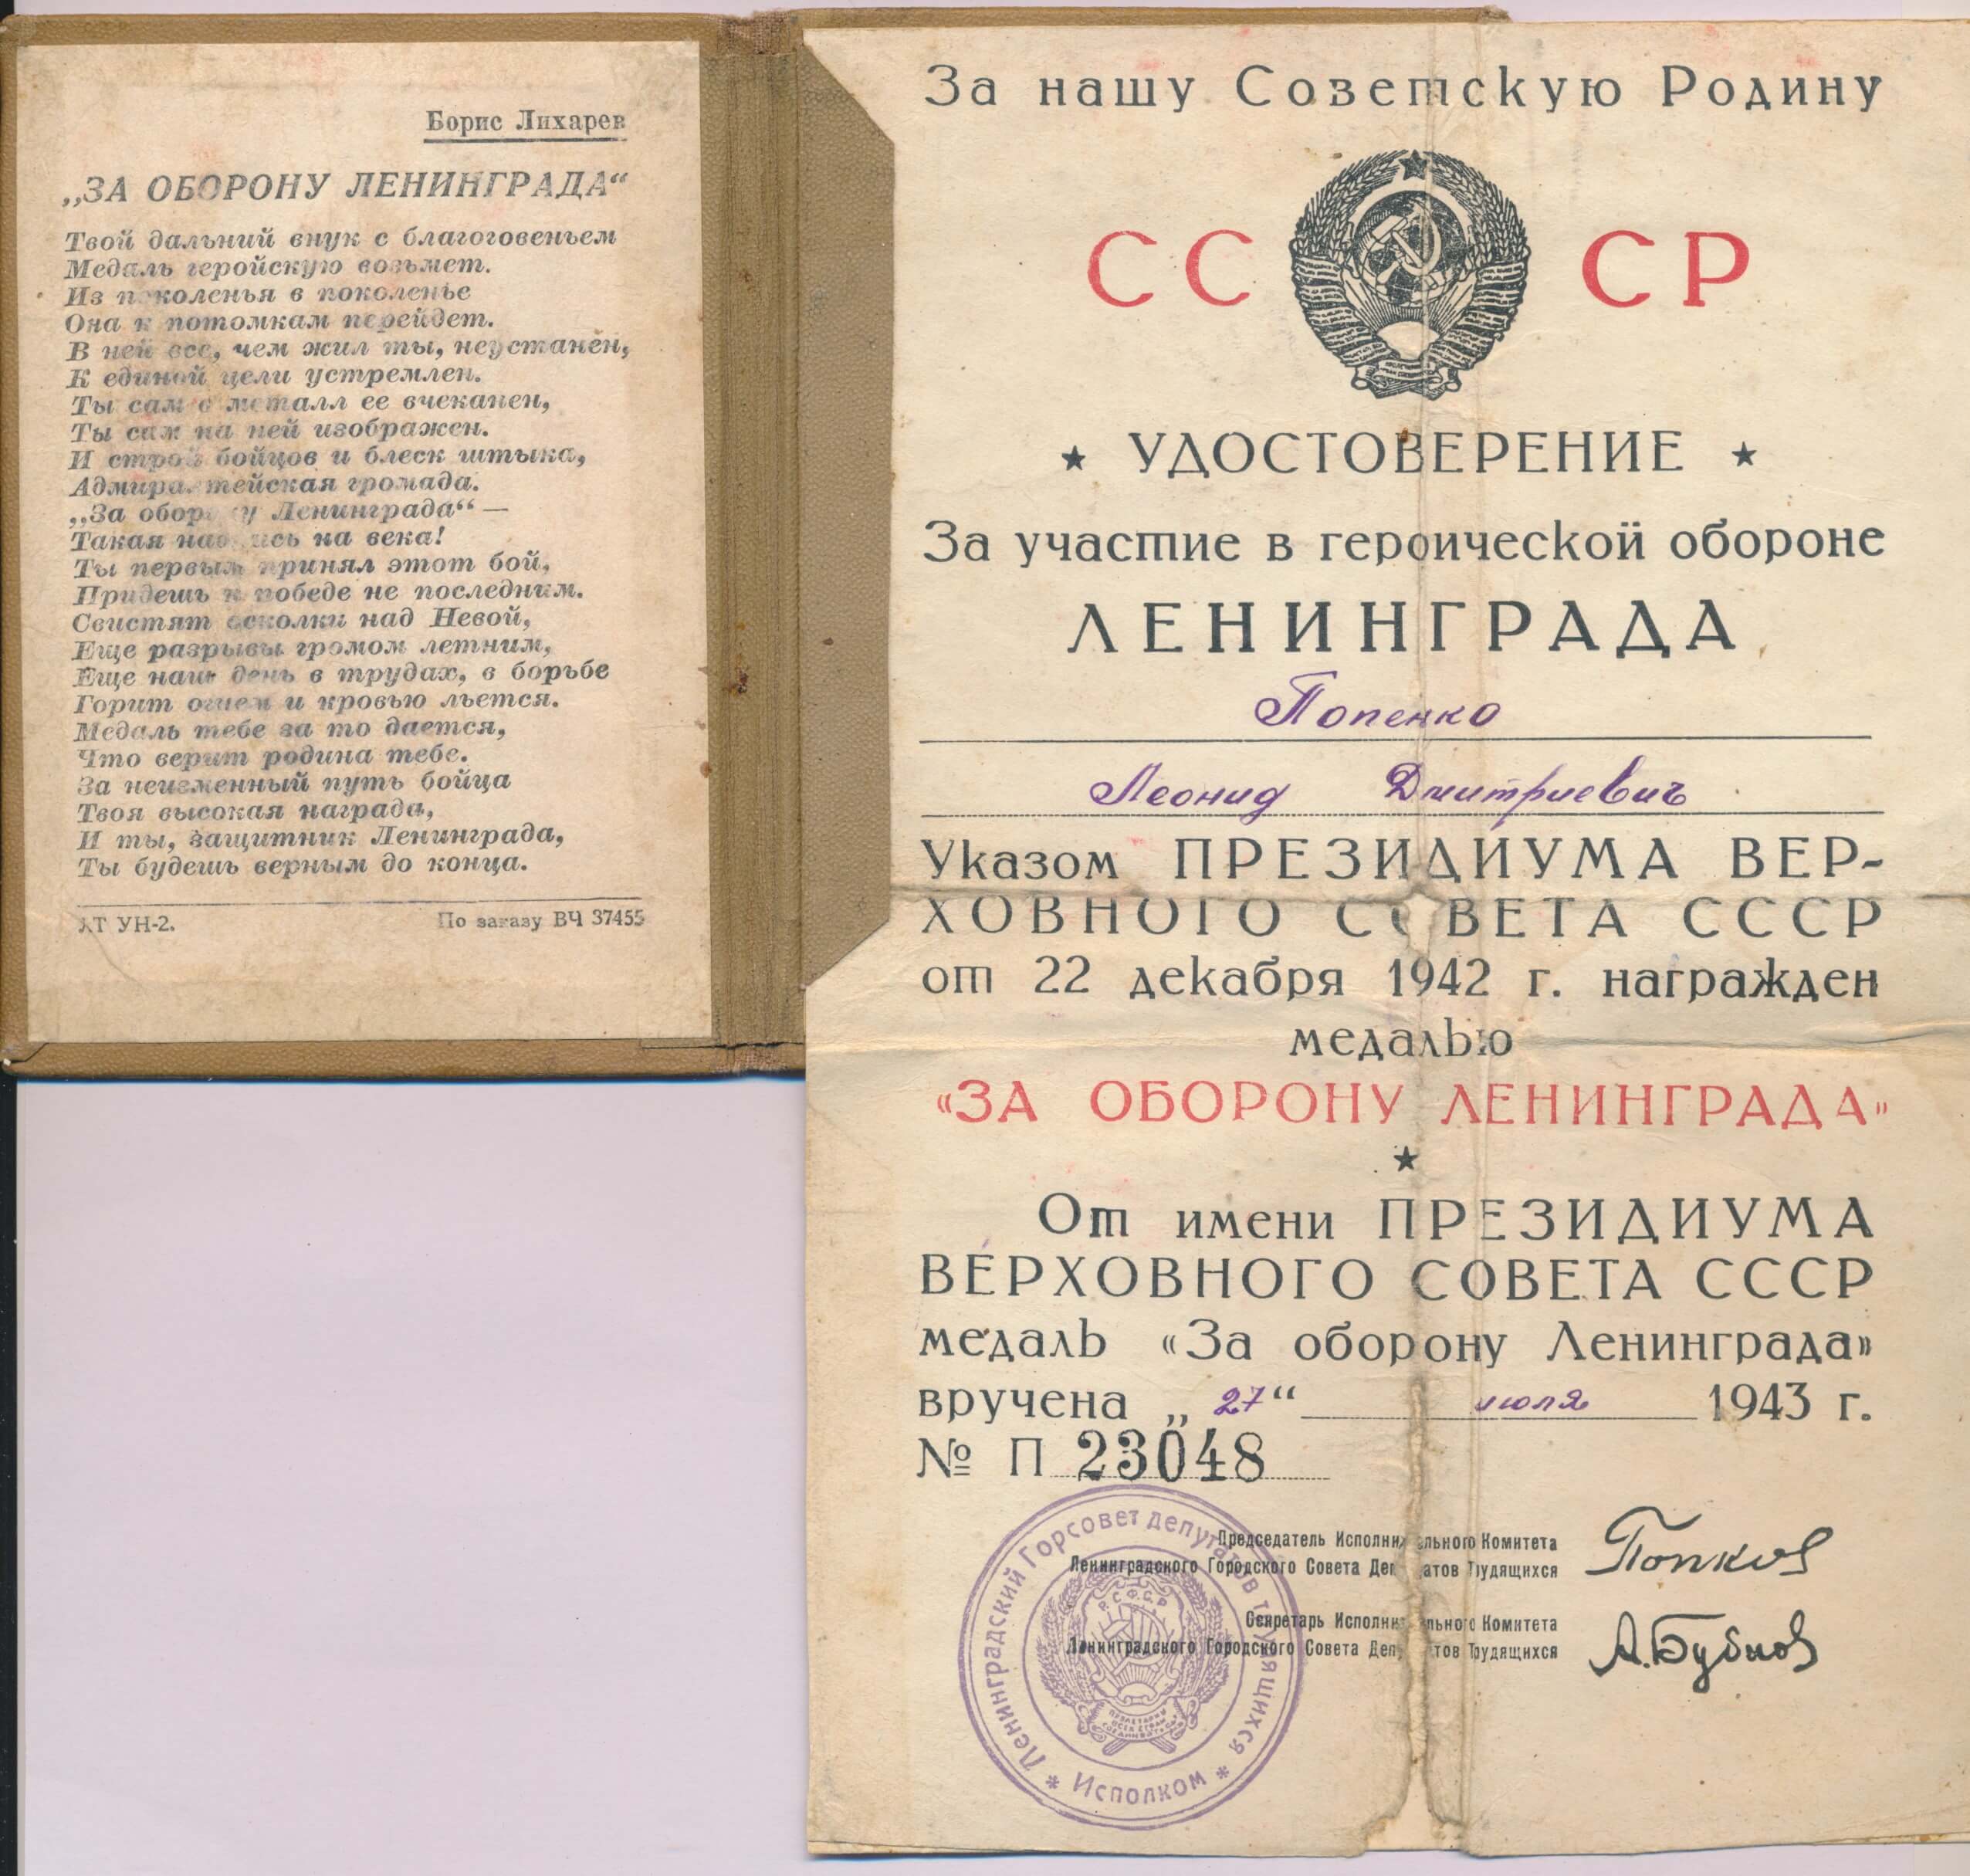 Борис Лихарев
„ЗА ОБОРОНУ ЛЕНИНГРАДА“
Твой дальний внук с благоговеньем
Медаль геройскую возьмет.
Из поколенья в поколенье
Она к потомкам перейдет.
В ней все, чем жил ты, неустанен,
К единой цели устремлен.
Ты сам в металл ее вчеканен,
Ты сам на ней изображен.
И строй бойцов и блеск штыка,
Адмиралтейская громада.
„За оборону Ленинграда“ —
Такая надпись на века!
Ты первым принял этот бой,
Придешь к победе не последним.
Свистят осколки над Невой,
Еще разрывы громом летним,
Еще наш день в трудах, в борьбе
Горит огнем и кровью льется.
Медаль тебе за то дается,
Что верит родина тебе.
За неизменный путь бойца
Твоя высокая награда,
И ты, защитник Ленинграда,
Ты будешь верным до конца.
УН-2. По заказу ВЧ 37455
За нашу Советскую Родину
СС СР
★ УДОСТОВЕРЕНИЕ ★
За участие в героической обороне
ЛЕНИНГРАДА
Попенко
Леонид Дмитриевич
Указом ПРЕЗИДИУМА ВЕР-
ХОВНОГО СОВЕТА СССР
от 22 декабря 1942 г. награжден
медалью
«ЗА ОБОРОНУ ЛЕНИНГРАДА»
★
От имени ПРЕЗИДИУМА
ВЕРХОВНОГО СОВЕТА СССР
медаль «За оборону Ленинграда»
вручена „ 27 “ июля 1943 г.
№ П 23048
Председатель Исполнительного Комитета
Ленинградского Городского Совета Депутатов Трудящихся
Попков
Секретарь Исполнительного Комитета
Ленинградского Городского Совета Депутатов Трудящихся
А.Бубнов
Ленинградский Горсовет депутатов трудящихся
* Исполком *
Р.С.Ф.С.Р
ПРОЛЕТАРИИ
ВСЕХ СТРАН
СОЕДИНЯЙТЕСЬ